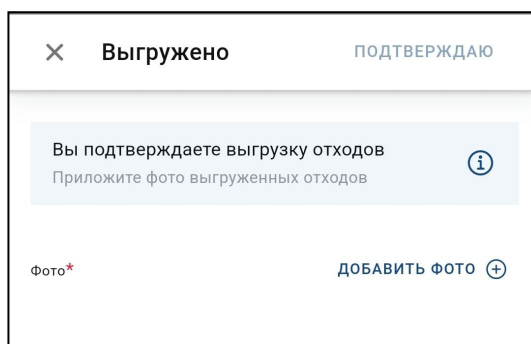 Выгружено
ПОДТВЕРЖДАЮ
Вы подтверждаете выгрузку отходов
Приложите фото выгруженных отходов
Фото*
ДОБАВИТЬ ФОТО